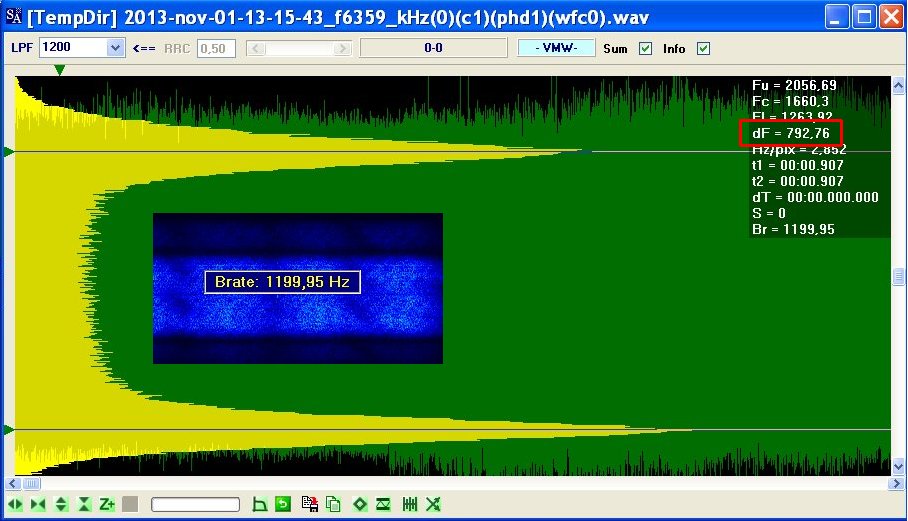 SA [TempDir] 2013-nov-01-13-15-43_f6359_kHz(0)(c1)(phd1)(wfc0).wav
LPF 1200 <== RRC 0,50 0-0 - VMW- Sum Info
Fu = 2056,69
Fc = 1660,3
Fl = 1263,92
dF = 792,76
Hz/pix = 2,852
t1 = 00:00.907
t2 = 00:00.907
dT = 00:00.000.000
S = 0
Br = 1199,95
Brate: 1199,95 Hz
Z+